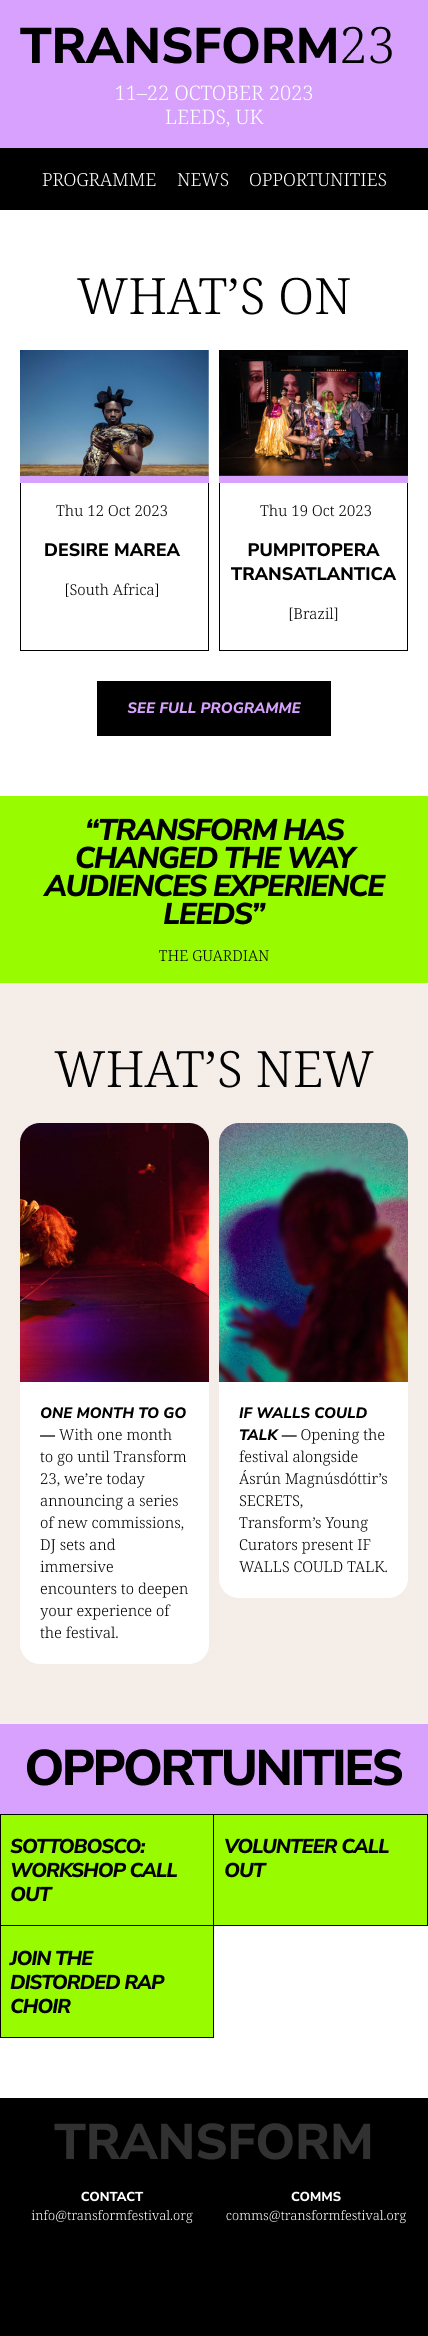 TRANSFORM23
11–22 OCTOBER 2023
LEEDS, UK
PROGRAMME NEWS OPPORTUNITIES
WHAT’S ON
Thu 12 Oct 2023
DESIRE MAREA
[South Africa]
Thu 19 Oct 2023
PUMPITOPERA
TRANSATLANTICA
[Brazil]
SEE FULL PROGRAMME
“TRANSFORM HAS
CHANGED THE WAY
AUDIENCES EXPERIENCE
LEEDS”
THE GUARDIAN
WHAT’S NEW
ONE MONTH TO GO
— With one month
to go until Transform
23, we’re today
announcing a series
of new commissions,
DJ sets and
immersive
encounters to deepen
your experience of
the festival.
IF WALLS COULD
TALK — Opening the
festival alongside
Ásrún Magnúsdóttir’s
SECRETS,
Transform’s Young
Curators present IF
WALLS COULD TALK.
OPPORTUNITIES
SOTTOBOSCO:
WORKSHOP CALL
OUT
VOLUNTEER CALL
OUT
JOIN THE
DISTORDED RAP
CHOIR
TRANSFORM
CONTACT
info@transformfestival.org
COMMS
comms@transformfestival.org